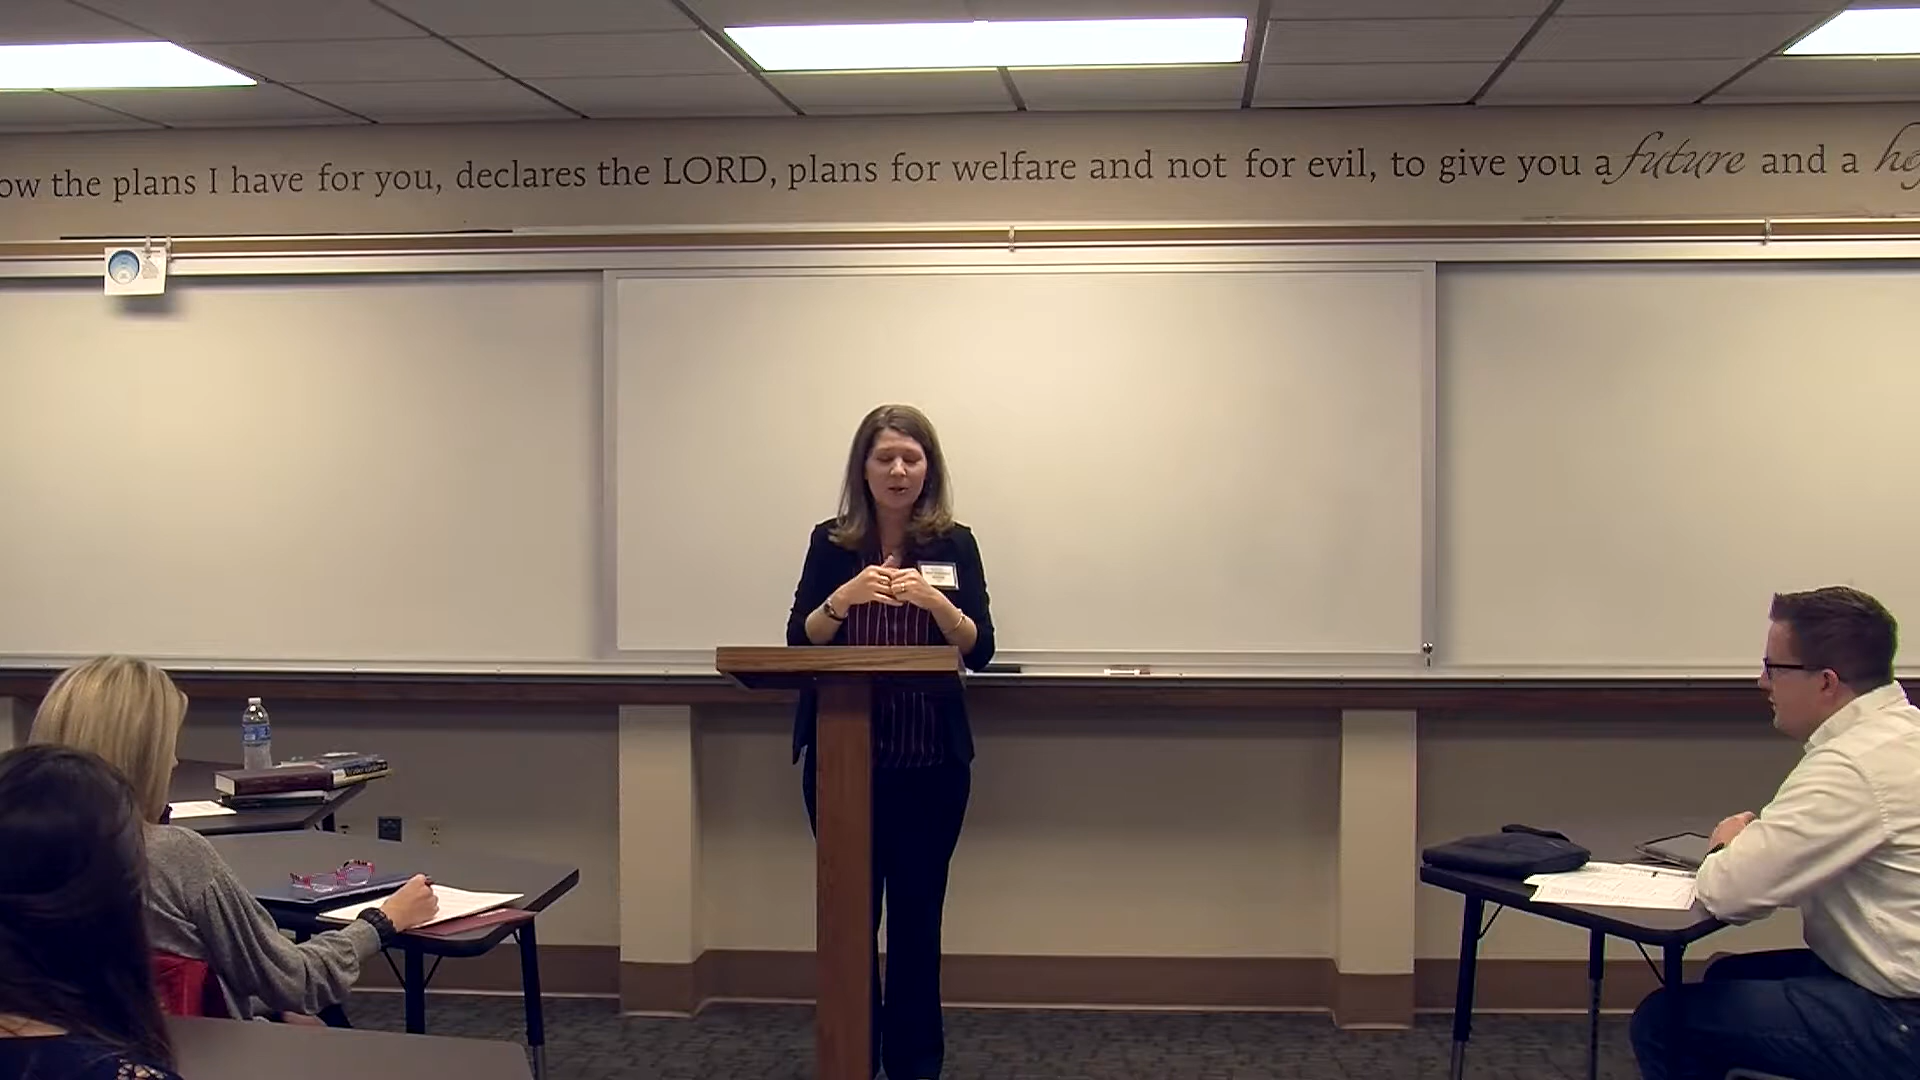 ow the plans I have for you, declares the LORD, plans for welfare and not for evil, to give you a future and a ho